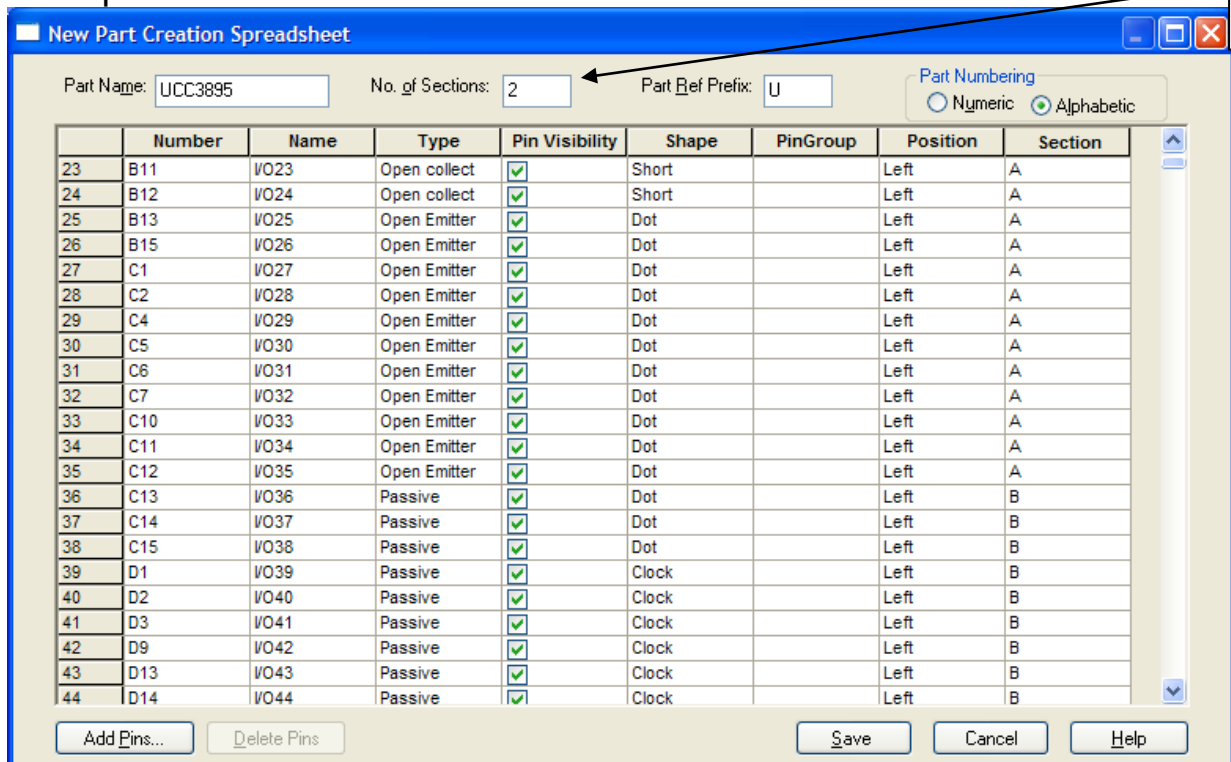 New Part Creation Spreadsheet
Part Name: UCC3895 No. of Sections: 2 Part Ref Prefix: U Part Numbering
Numeric Alphabetic
Number Name Type Pin Visibility Shape PinGroup Position Section
23 B11 I/O23 Open collect Short Left A
24 B12 I/O24 Open collect Short Left A
25 B13 I/O25 Open Emitter Dot Left A
26 B15 I/O26 Open Emitter Dot Left A
27 C1 I/O27 Open Emitter Dot Left A
28 C2 I/O28 Open Emitter Dot Left A
29 C4 I/O29 Open Emitter Dot Left A
30 C5 I/O30 Open Emitter Dot Left A
31 C6 I/O31 Open Emitter Dot Left A
32 C7 I/O32 Open Emitter Dot Left A
33 C10 I/O33 Open Emitter Dot Left A
34 C11 I/O34 Open Emitter Dot Left A
35 C12 I/O35 Open Emitter Dot Left A
36 C13 I/O36 Passive Dot Left B
37 C14 I/O37 Passive Dot Left B
38 C15 I/O38 Passive Dot Left B
39 D1 I/O39 Passive Clock Left B
40 D2 I/O40 Passive Clock Left B
41 D3 I/O41 Passive Clock Left B
42 D9 I/O42 Passive Clock Left B
43 D13 I/O43 Passive Clock Left B
44 D14 I/O44 Passive Clock Left B
Add Pins... Delete Pins Save Cancel Help